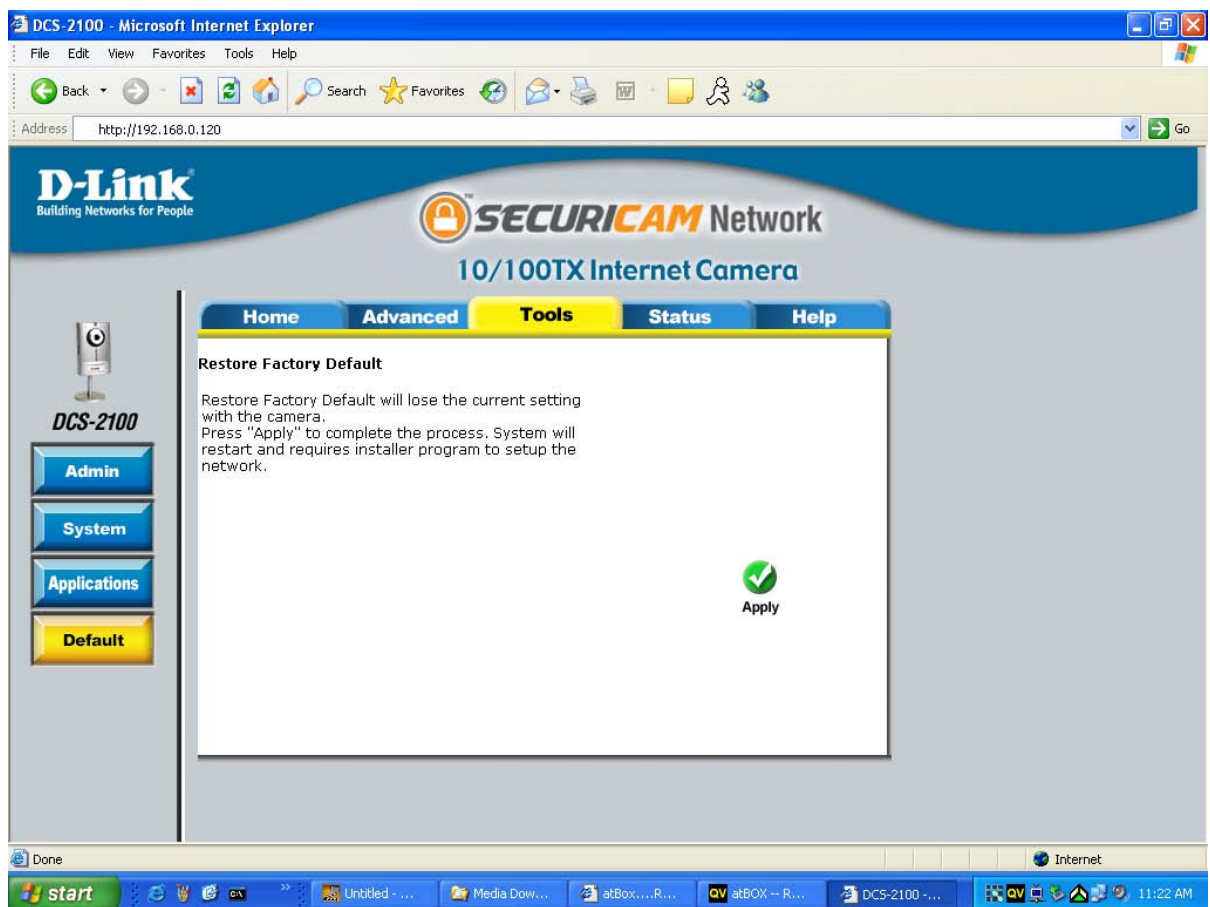 DCS-2100 - Microsoft Internet Explorer
File Edit View Favorites Tools Help
Back Search Favorites
Address http://192.168.0.120 Go
D-Link
Building Networks for People
SECURICAM Network
TM
10/100TX Internet Camera
Home Advanced Tools Status Help
DCS-2100
Admin
System
Applications
Default
Restore Factory Default
Restore Factory Default will lose the current setting
with the camera.
Press "Apply" to complete the process. System will
restart and requires installer program to setup the
network.
Apply
Done Internet
start Untitled - ... Media Dow... atBox....R... QV atBOX -- R... DCS-2100 -... QV 11:22 AM